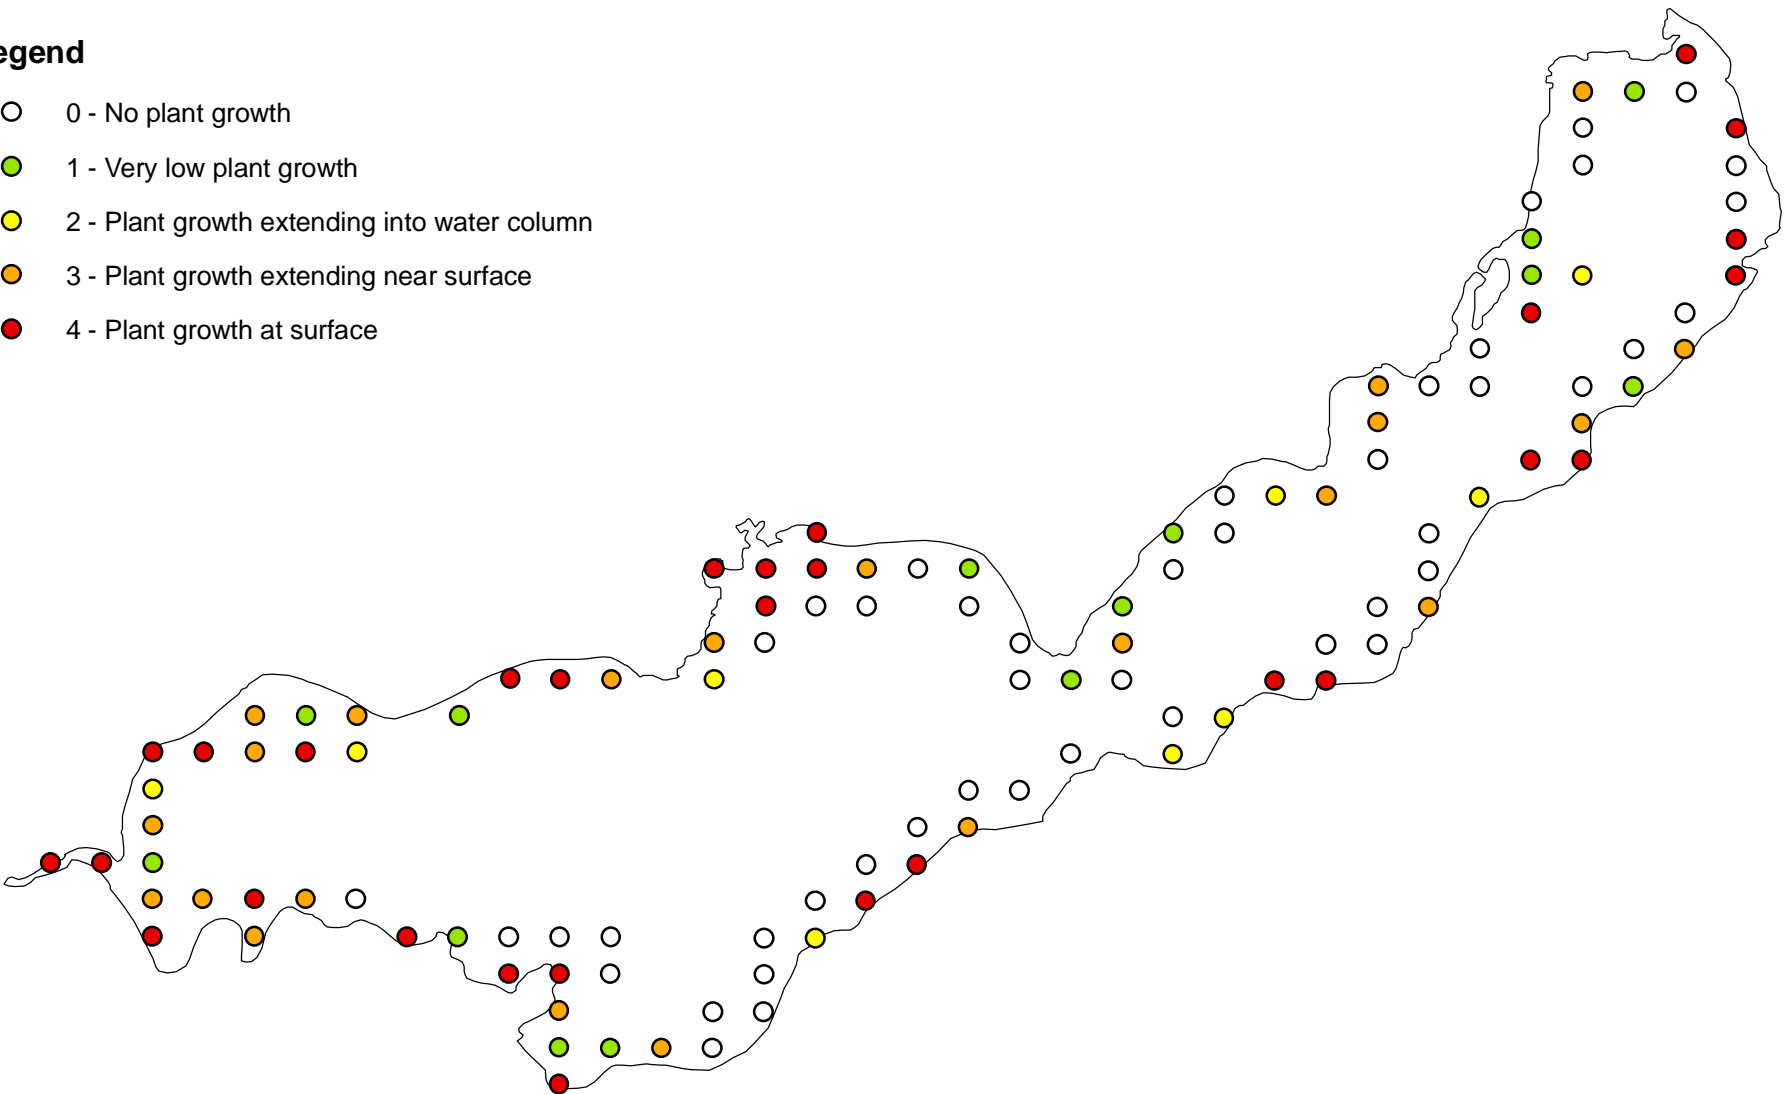 egend
0 - No plant growth
1 - Very low plant growth
2 - Plant growth extending into water column
3 - Plant growth extending near surface
4 - Plant growth at surface